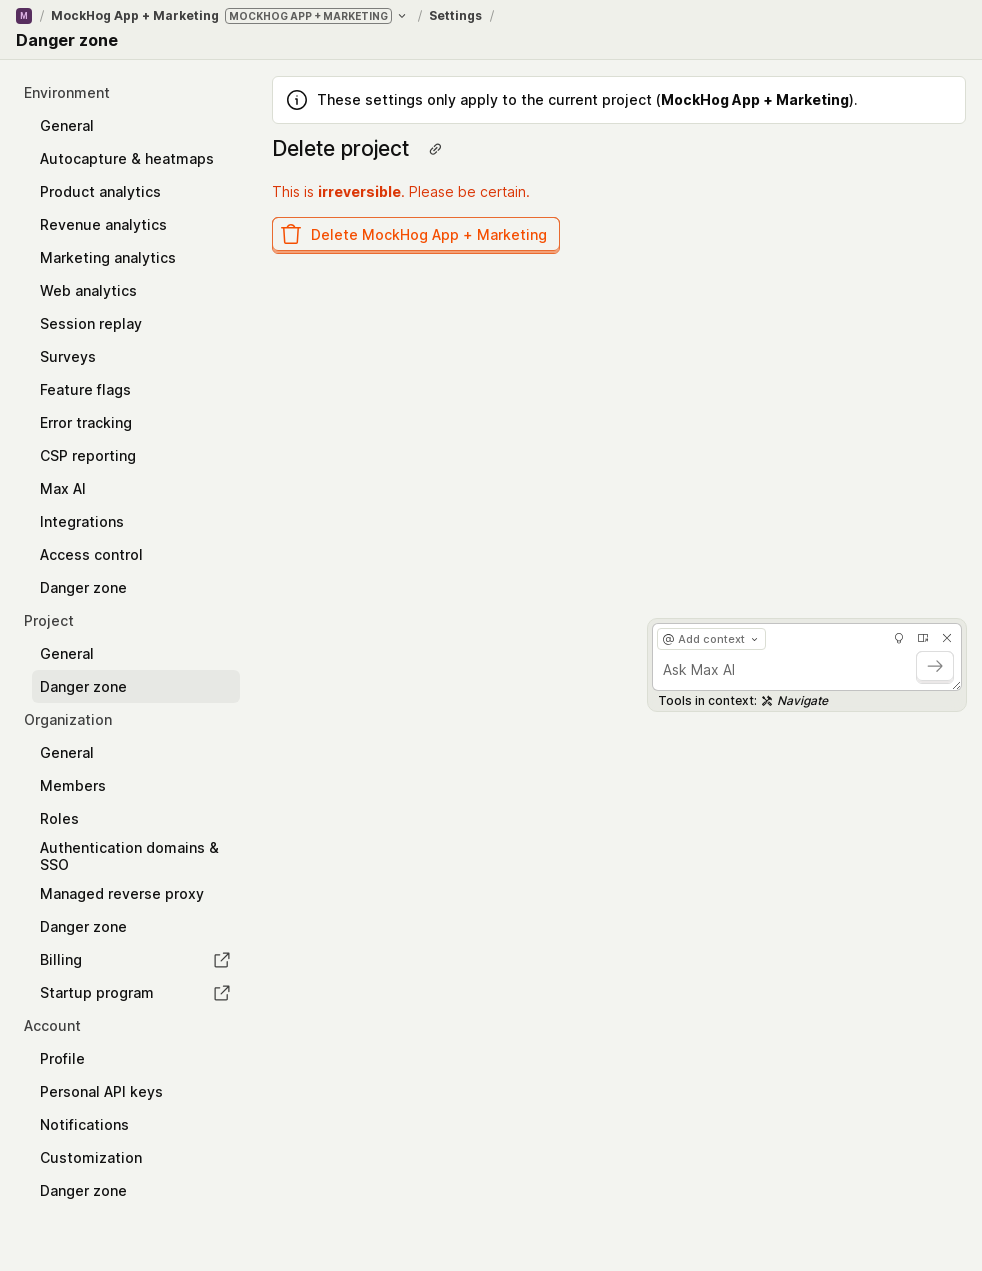 M / MockHog App + Marketing MOCKHOG APP + MARKETING / Settings /
Danger zone
Environment
General
Autocapture & heatmaps
Product analytics
Revenue analytics
Marketing analytics
Web analytics
Session replay
Surveys
Feature flags
Error tracking
CSP reporting
Max AI
Integrations
Access control
Danger zone
Project
General
Danger zone
Organization
General
Members
Roles
Authentication domains &
SSO
Managed reverse proxy
Danger zone
Billing
Startup program
Account
Profile
Personal API keys
Notifications
Customization
Danger zone
These settings only apply to the current project (MockHog App + Marketing).
Delete project
This is irreversible. Please be certain.
Delete MockHog App + Marketing
@ Add context
Ask Max AI
Tools in context: Navigate